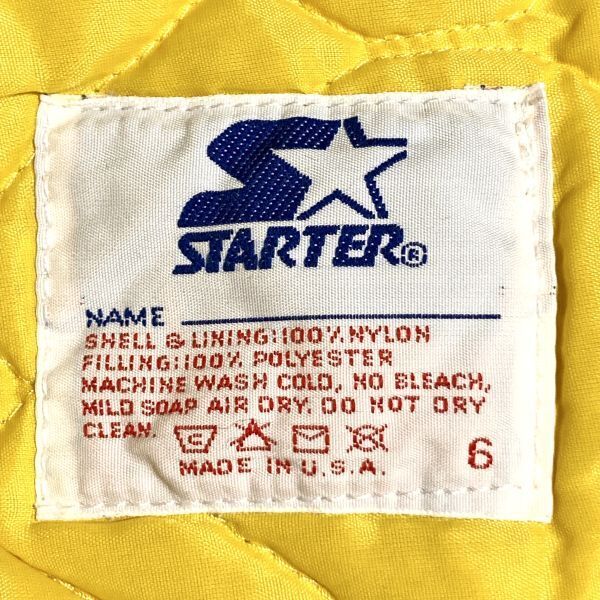 STARTER®
NAME
SHELL & LINING:100% NYLON
FILLING:100% POLYESTER
MACHINE WASH COLD, NO BLEACH,
MILD SOAP AIR DRY. DO NOT DRY
CLEAN.
MADE IN U.S.A. 6